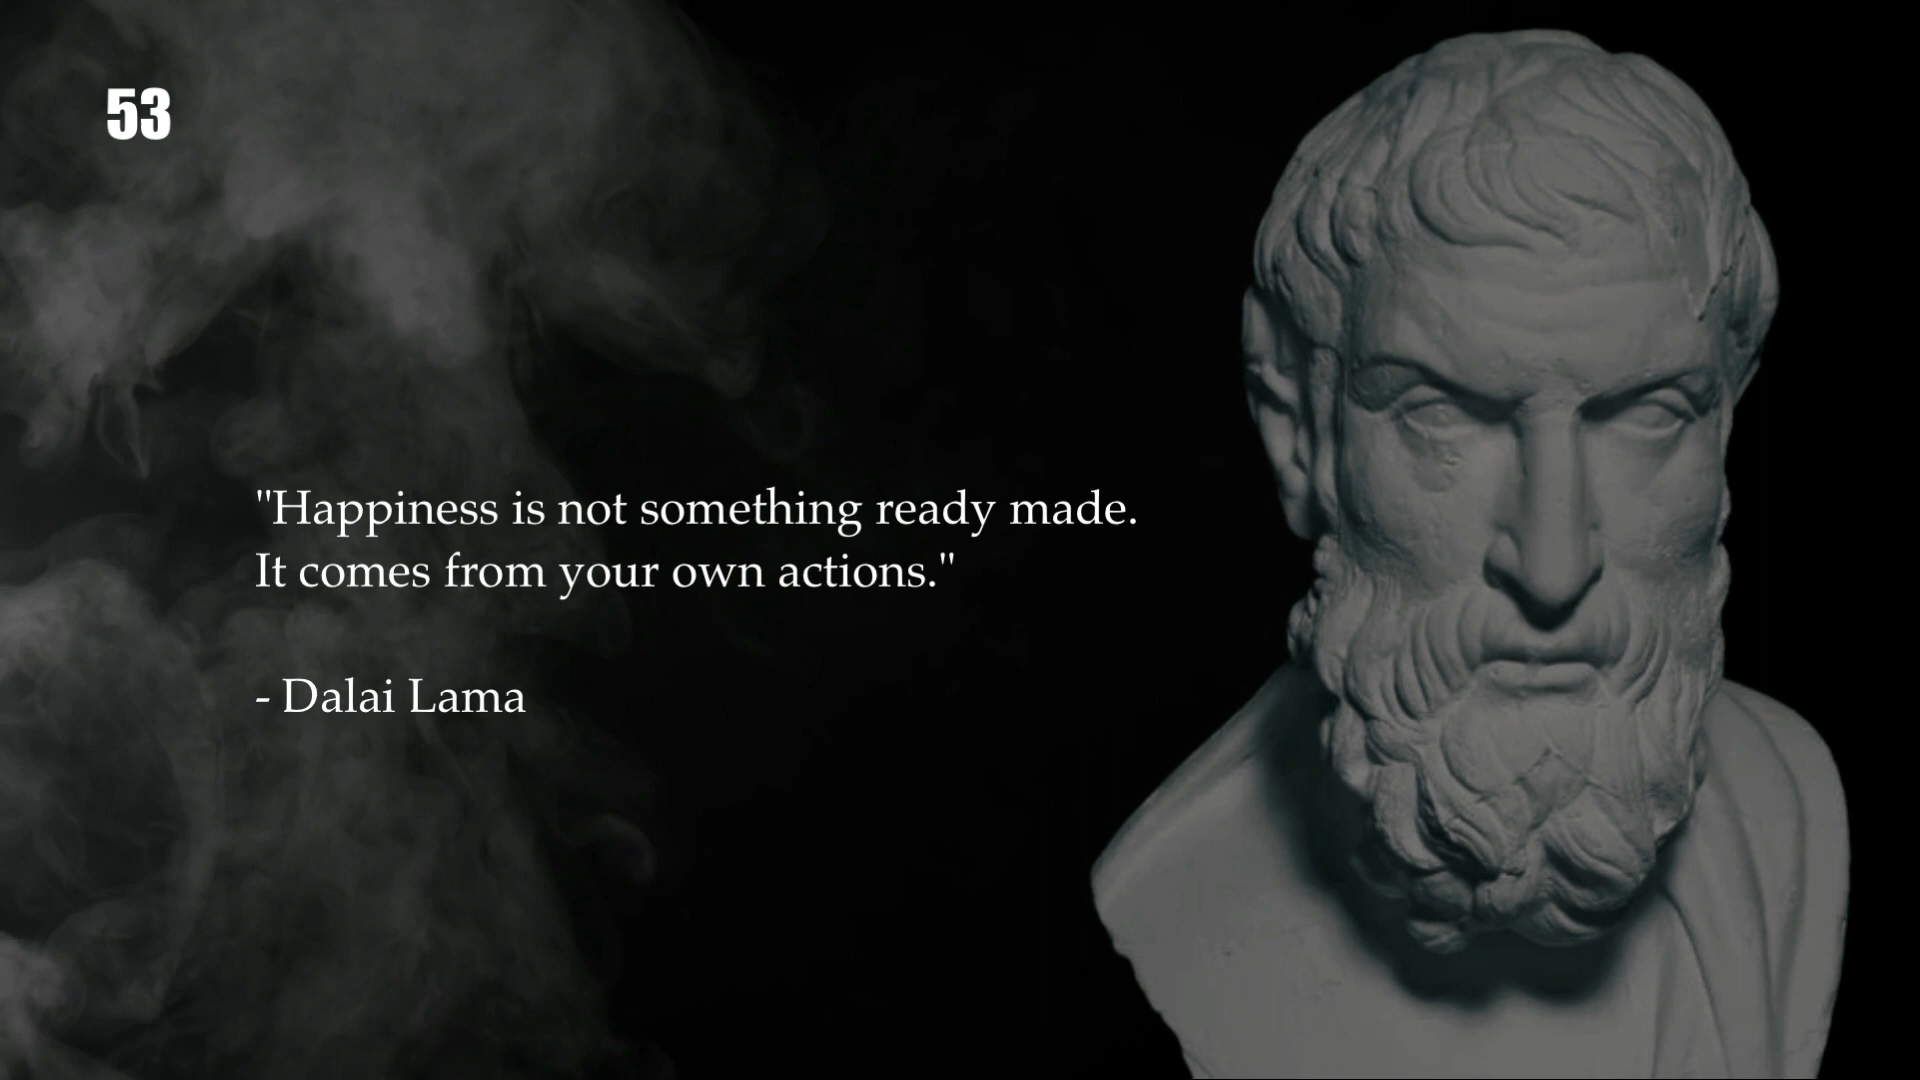 53
"Happiness is not something ready made.
It comes from your own actions."
- Dalai Lama